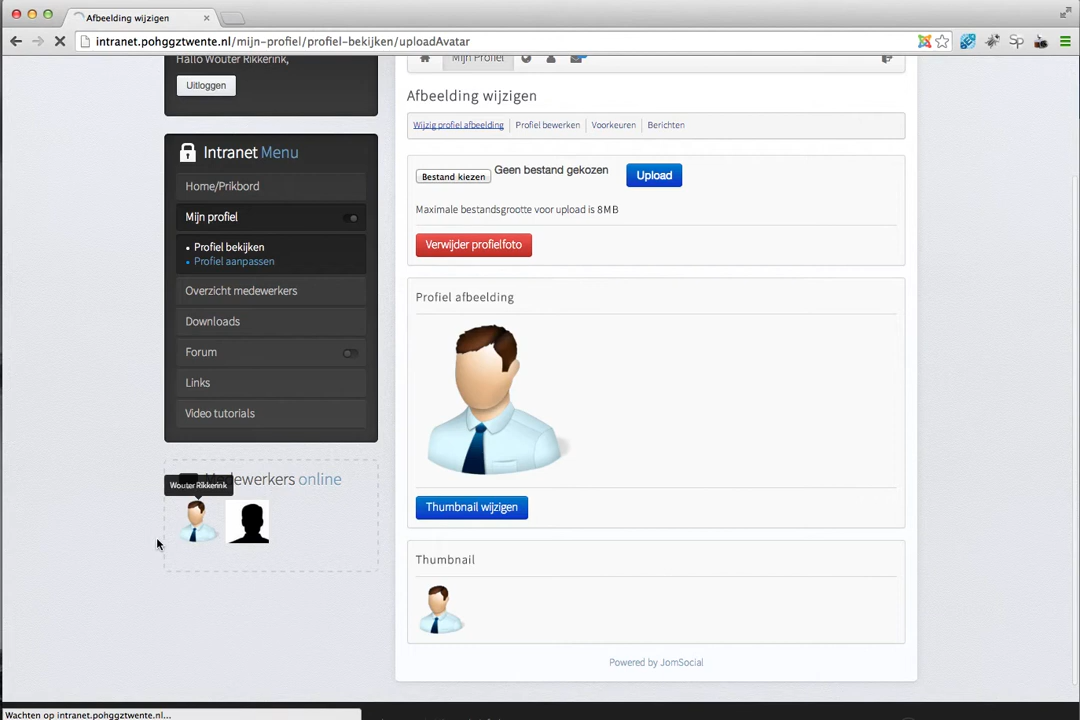 Afbeelding wijzigen
intranet.pohggztwente.nl/mijn-profiel/profiel-bekijken/uploadAvatar
Hallo Wouter Rikkerink,
Uitloggen
Intranet Menu
Home/Prikbord
Mijn profiel
Profiel bekijken
Profiel aanpassen
Overzicht medewerkers
Downloads
Forum
Links
Video tutorials
Medewerkers online
Wouter Rikkerink
Mijn Profiel
Afbeelding wijzigen
Wijzig profiel afbeelding Profiel bewerken Voorkeuren Berichten
Bestand kiezen Geen bestand gekozen Upload
Maximale bestandsgrootte voor upload is 8MB
Verwijder profielfoto
Profiel afbeelding
Thumbnail wijzigen
Thumbnail
Powered by JomSocial
Wachten op intranet.pohggztwente.nl...